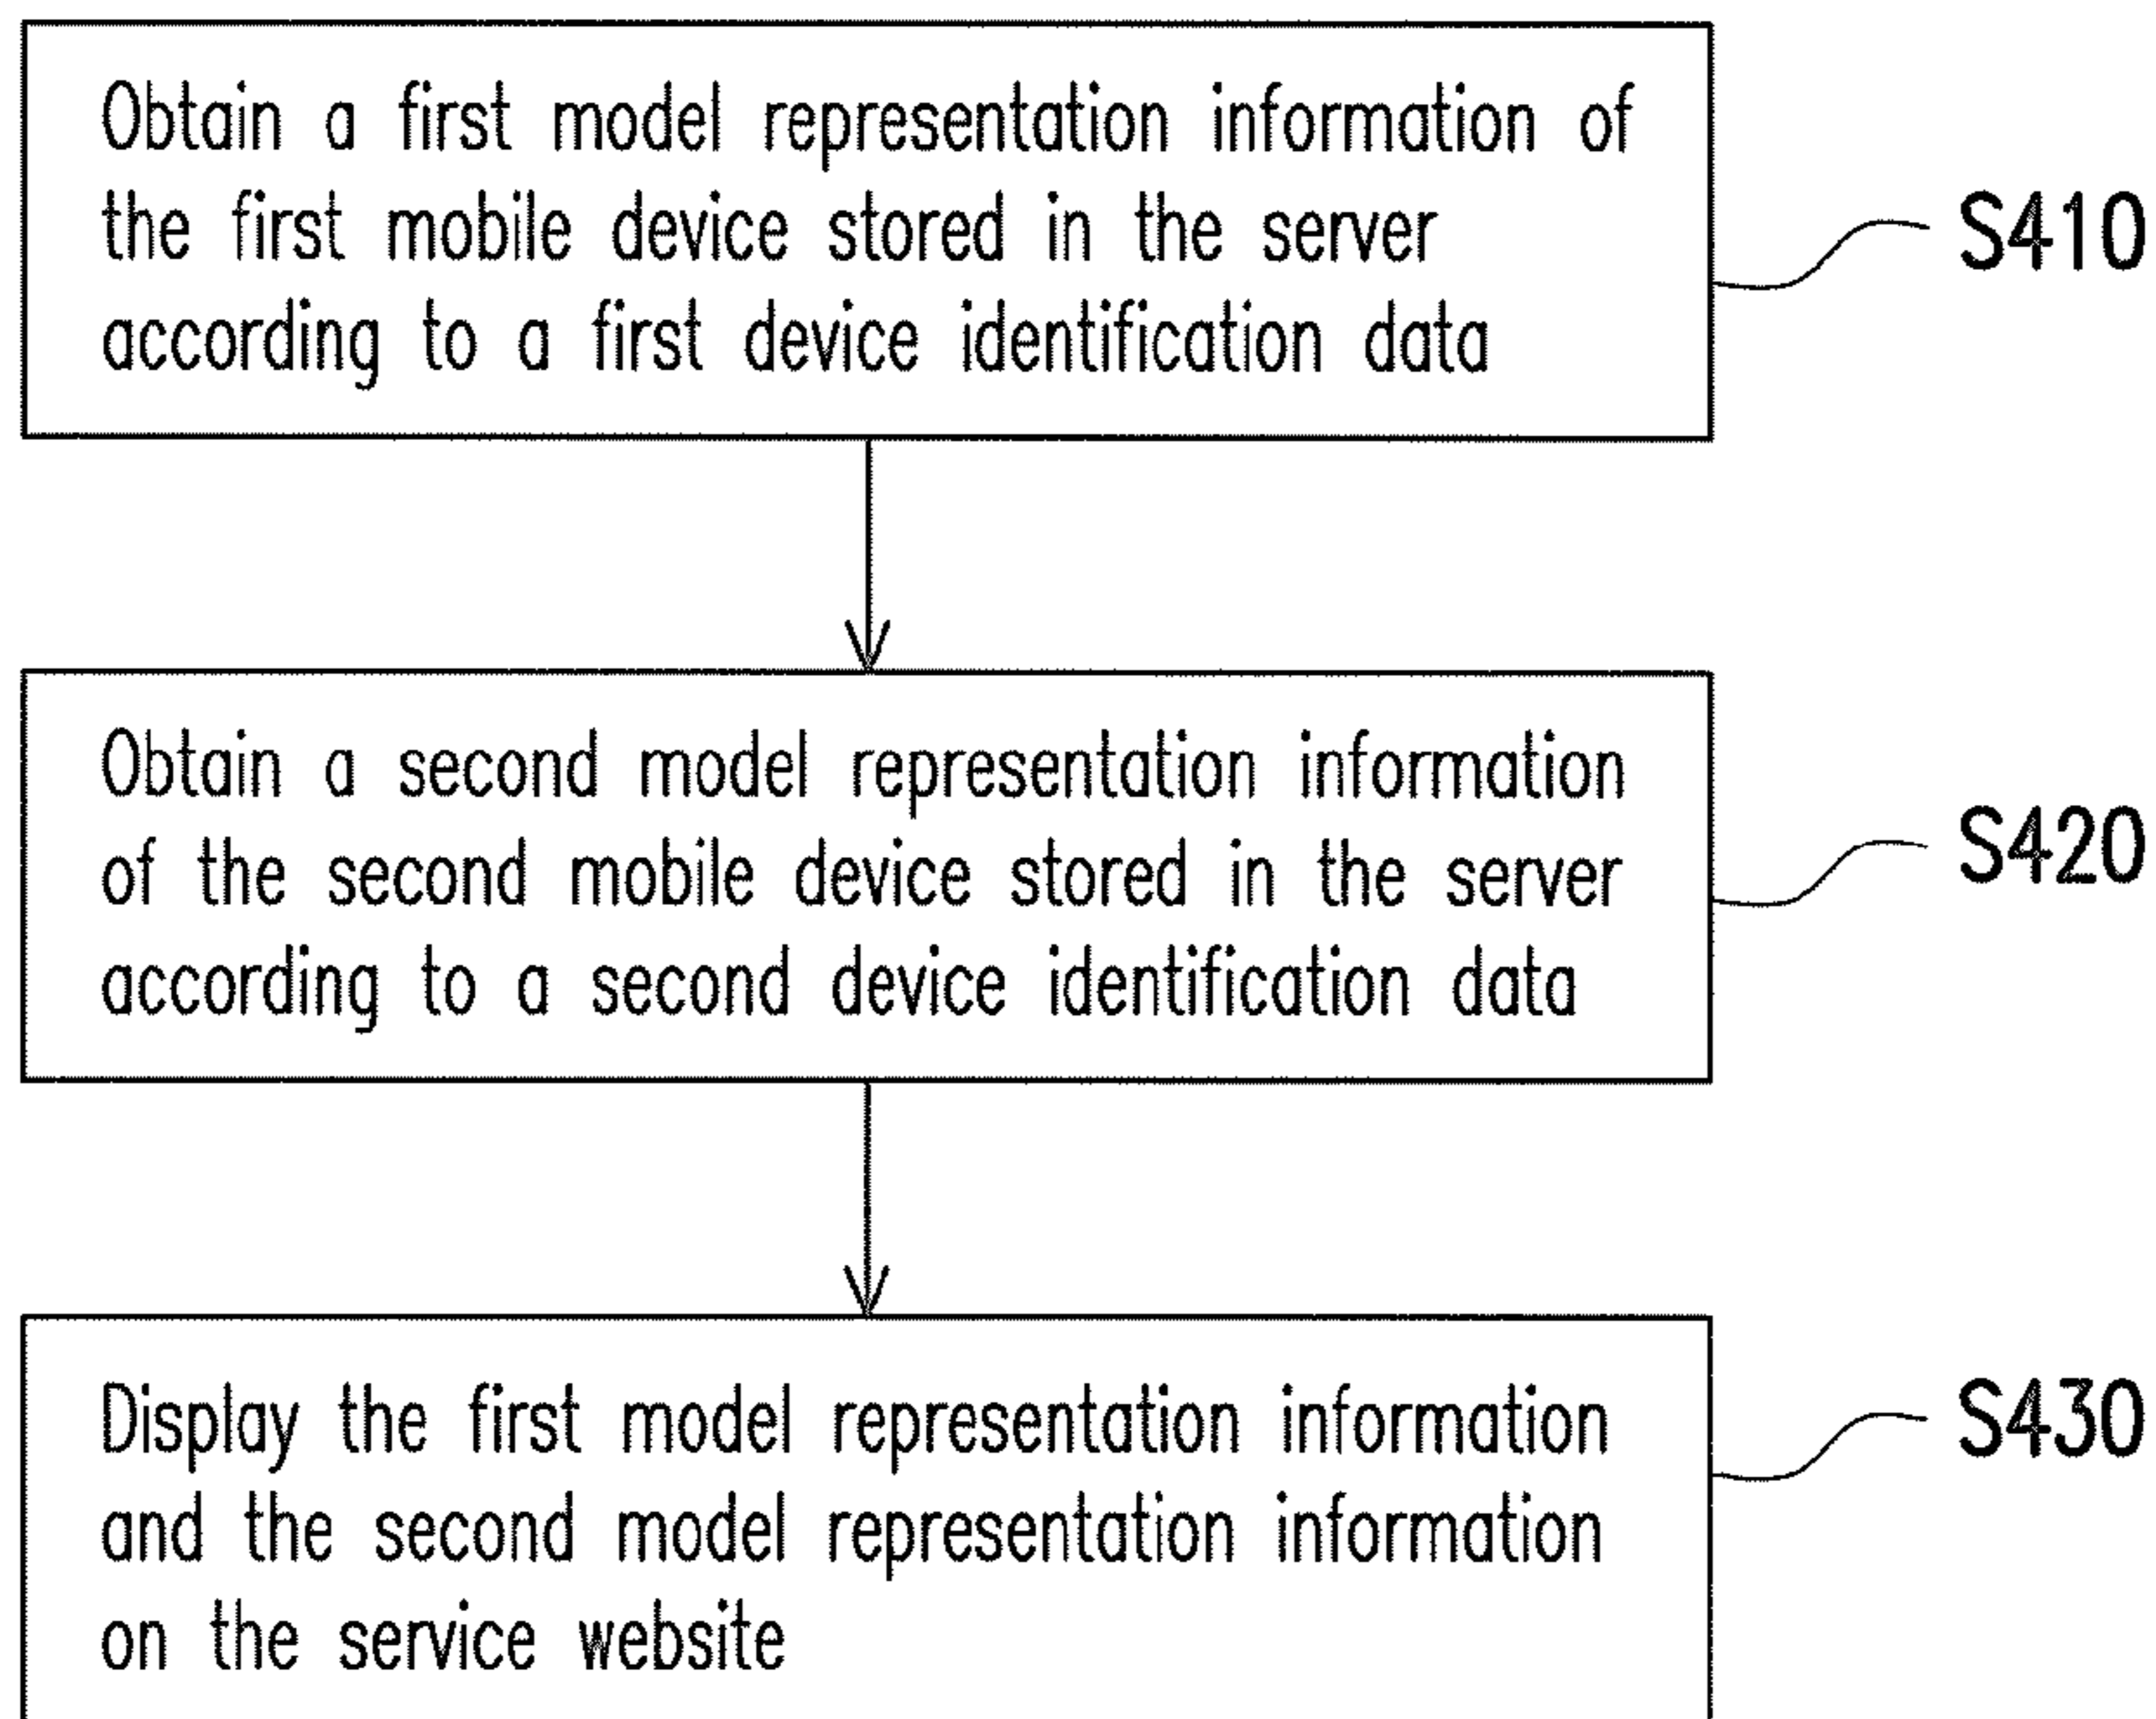 Obtain a first model representation information of
the first mobile device stored in the server
according to a first device identification data
S410
Obtain a second model representation information
of the second mobile device stored in the server
according to a second device identification data
S420
Display the first model representation information
and the second model representation information
on the service website
S430